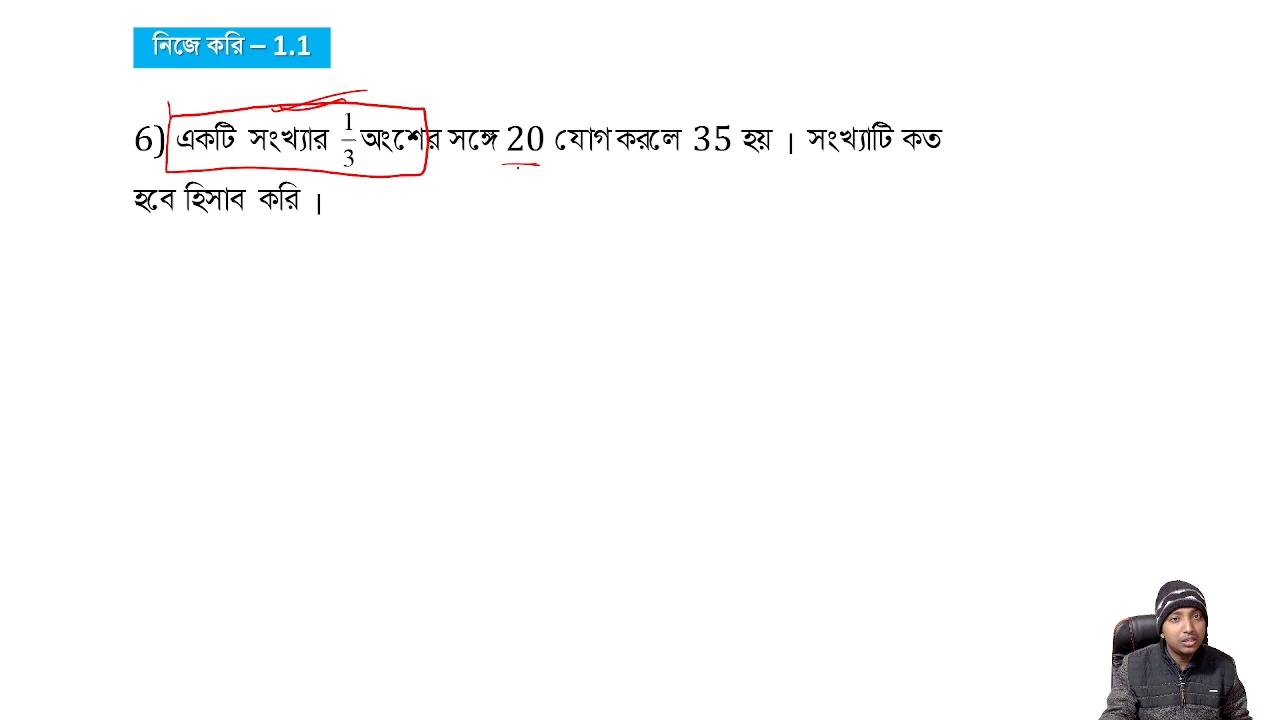 নিজে করি – 1.1
6) একটি সংখ্যার 1/3 অংশের সঙ্গে 20 যোগ করলে 35 হয় । সংখ্যাটি কত
হবে হিসাব করি ।